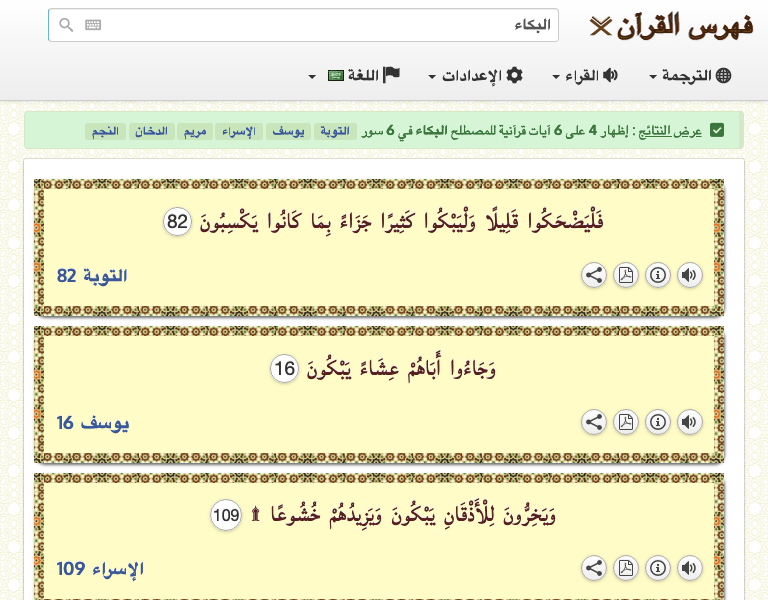 فهرس القرآن
البكاء
الترجمة
القراء
الإعدادات
اللغة
عرض النتائج : إظهار 4 على 6 آيات قرآنية للمصطلح البكاء في 6 سور التوبة يوسف الإسراء مريم الدخان النجم
فَلْيَضْحَكُوا قَلِيلًا وَلْيَبْكُوا كَثِيرًا جَزَاءً بِمَا كَانُوا يَكْسِبُونَ 82
التوبة 82
وَجَاءُوا أَبَاهُمْ عِشَاءً يَبْكُونَ 16
يوسف 16
وَيَخِرُّونَ لِلْأَذْقَانِ يَبْكُونَ وَيَزِيدُهُمْ خُشُوعًا ۩ 109
الإسراء 109